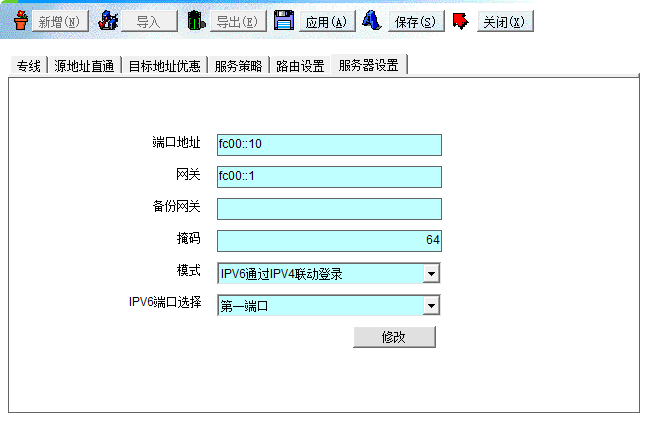 新增(N) 导入 导出(E) 应用(A) 保存(S) 关闭(X)
专线 源地址直通 目标地址优惠 服务策略 路由设置 服务器设置
端口地址 fc00::10
网关 fc00::1
备份网关
掩码 64
模式 IPV6通过IPV4联动登录
IPV6端口选择 第一端口
修改